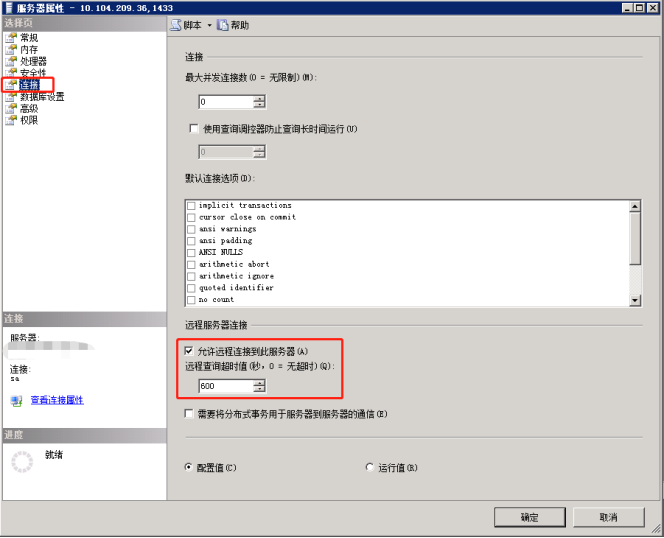 服务器属性 - 10.104.209.36,1433
选择页
常规
内存
处理器
安全性
连接
数据库设置
高级
权限
脚本
帮助
连接
最大并发连接数(0 = 无限制)(M):
0
使用查询调控器防止查询长时间运行(U)
0
默认连接选项(D):
implicit transactions
cursor close on commit
ansi warnings
ansi padding
ANSI NULLS
arithmetic abort
arithmetic ignore
quoted identifier
no count
远程服务器连接
允许远程连接到此服务器(A)
远程查询超时值(秒，0 = 无超时)(Q):
600
需要将分布式事务用于服务器到服务器的通信(E)
配置值(C)
运行值(R)
连接
服务器:
连接:
sa
查看连接属性
进度
就绪
确定
取消